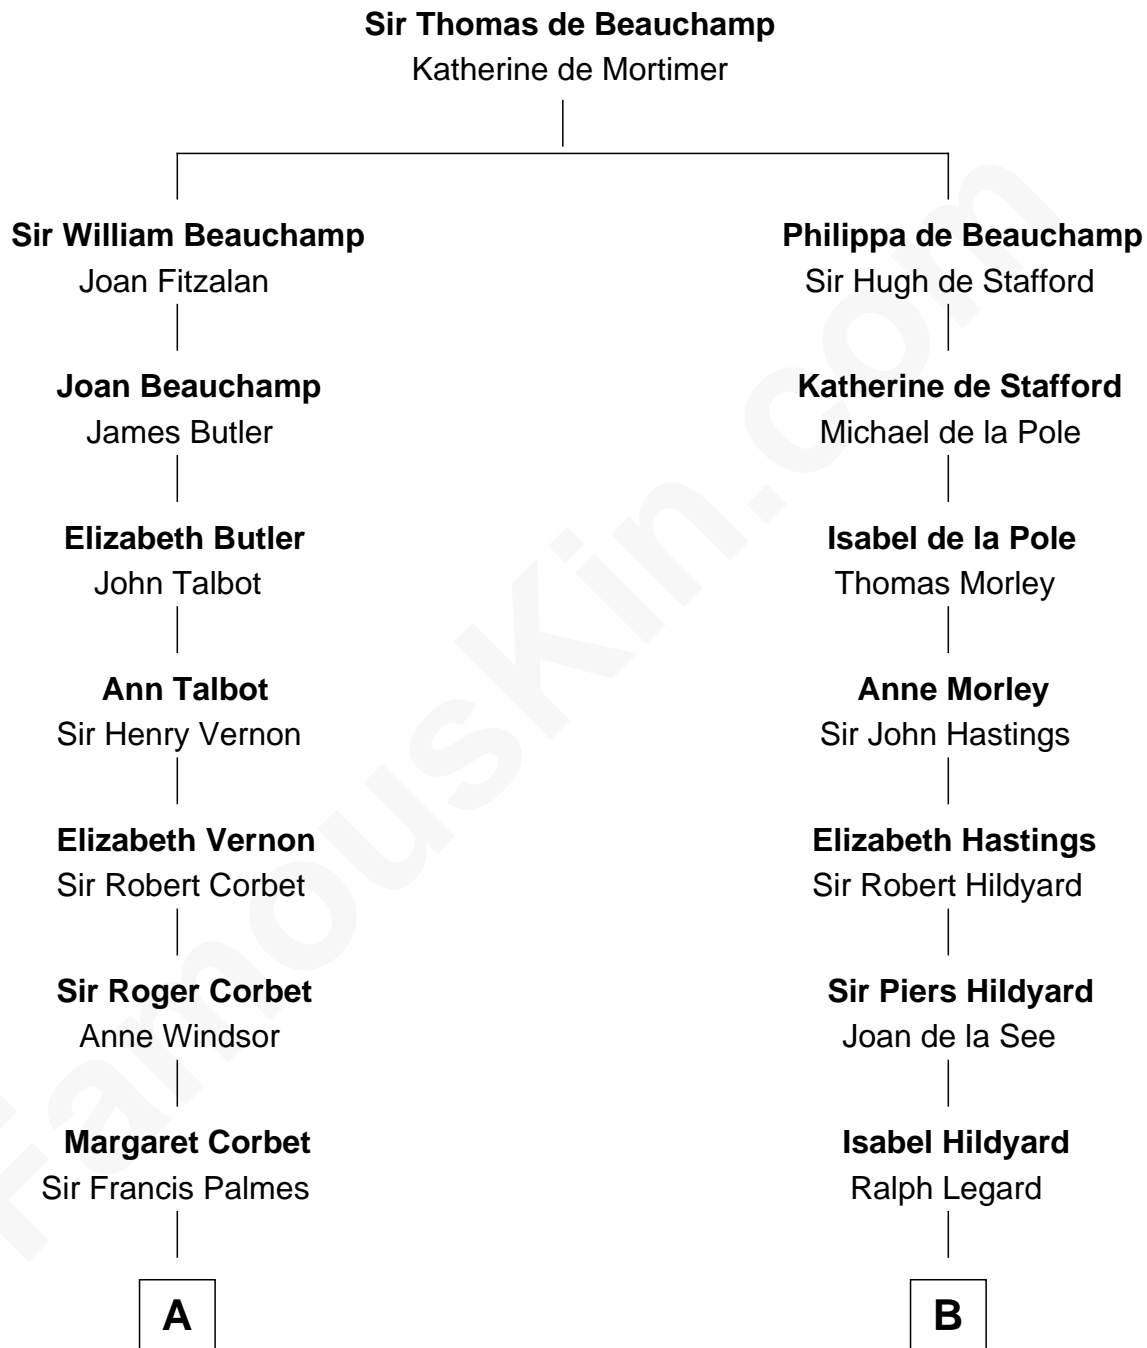 Sir Thomas de Beauchamp
Katherine de Mortimer
Sir William Beauchamp
Joan Fitzalan
Joan Beauchamp
James Butler
Elizabeth Butler
John Talbot
Ann Talbot
Sir Henry Vernon
Elizabeth Vernon
Sir Robert Corbet
Sir Roger Corbet
Anne Windsor
Margaret Corbet
Sir Francis Palmes
A
Philippa de Beauchamp
Sir Hugh de Stafford
Katherine de Stafford
Michael de la Pole
Isabel de la Pole
Thomas Morley
Anne Morley
Sir John Hastings
Elizabeth Hastings
Sir Robert Hildyard
Sir Piers Hildyard
Joan de la See
Isabel Hildyard
Ralph Legard
B
FamousKin.com